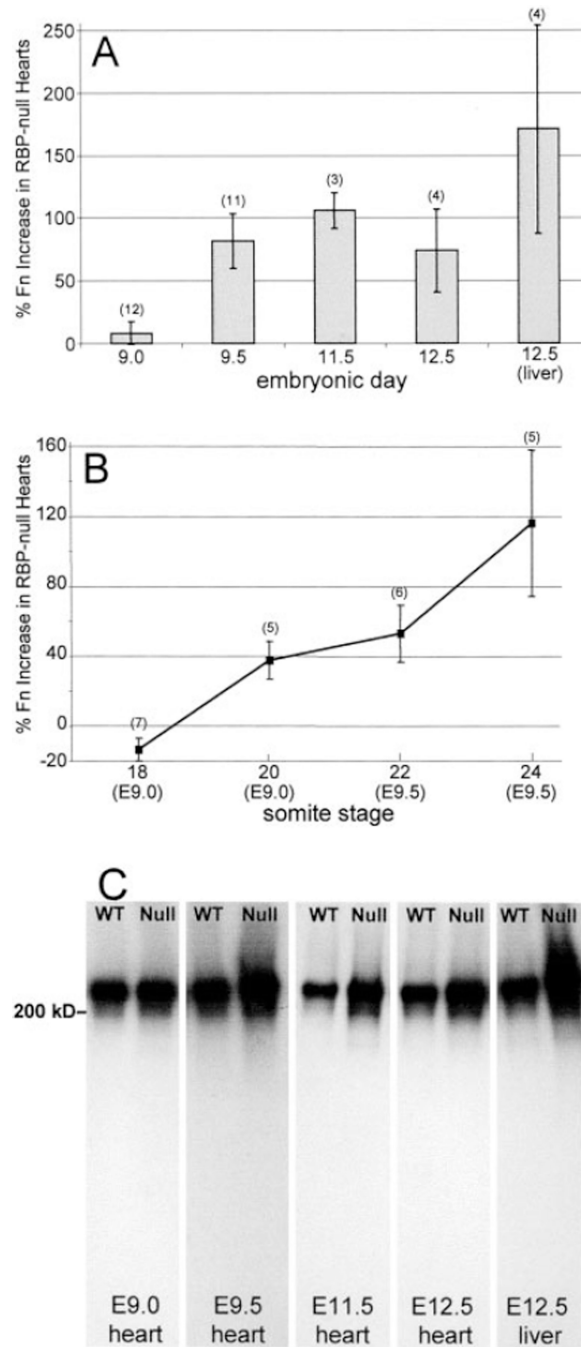 A
% Fn Increase in RBP-null Hearts
250
200
150
100
50
0
(12)
(11)
(3)
(4)
(4)
9.0 9.5 11.5 12.5 12.5
(liver)
embryonic day
B
% Fn Increase in RBP-null Hearts
160
120
80
40
0
-20
(7)
(5)
(6)
(5)
18 20 22 24
(E9.0) (E9.0) (E9.5) (E9.5)
somite stage
C
WT Null WT Null WT Null WT Null WT Null
200 kD-
E9.0 E9.5 E11.5 E12.5 E12.5
heart heart heart heart liver